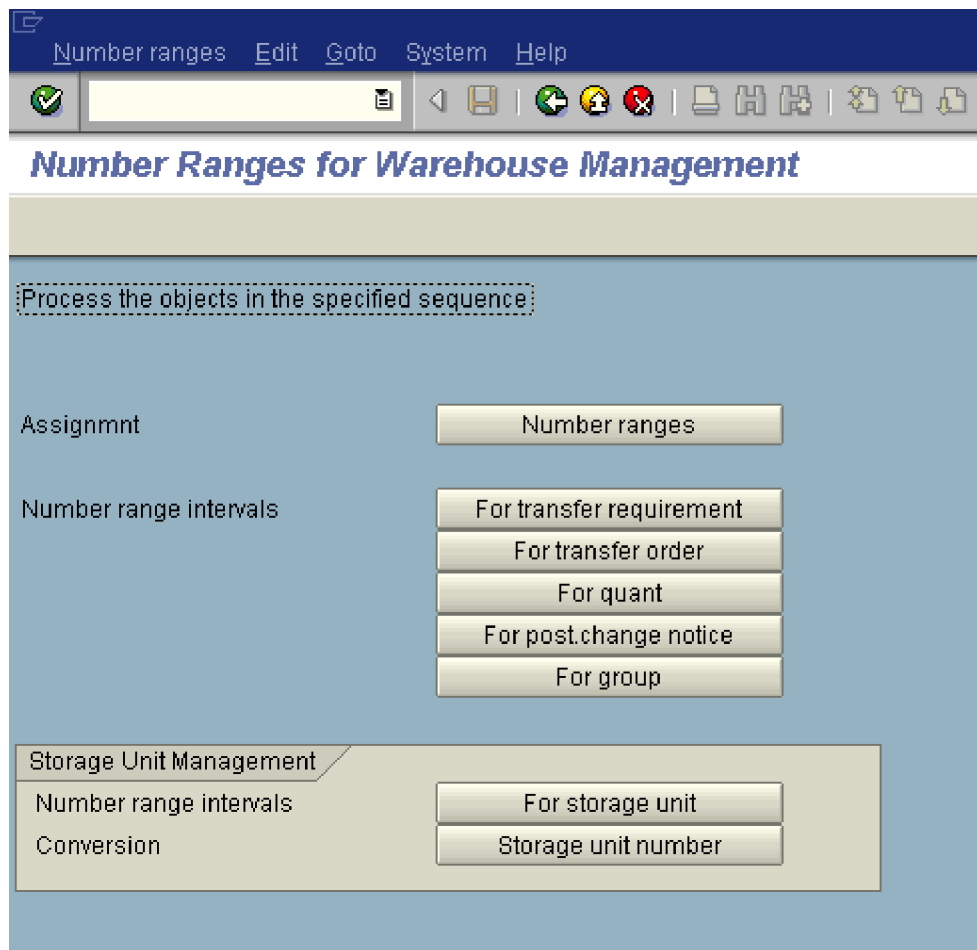 Number ranges Edit Goto System Help
Number Ranges for Warehouse Management
Process the objects in the specified sequence
Assignmnt Number ranges
Number range intervals For transfer requirement
For transfer order
For quant
For post.change notice
For group
Storage Unit Management
Number range intervals For storage unit
Conversion Storage unit number